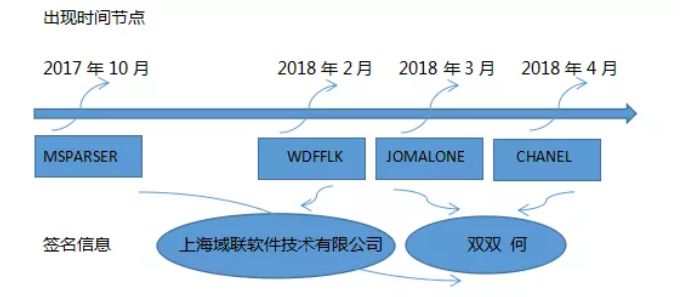 出现时间节点
2017 年 10 月 2018 年 2 月 2018 年 3 月 2018 年 4 月
MSPARSER WDFFLK JOMALONE CHANEL
签名信息 上海域联软件技术有限公司 双双 何